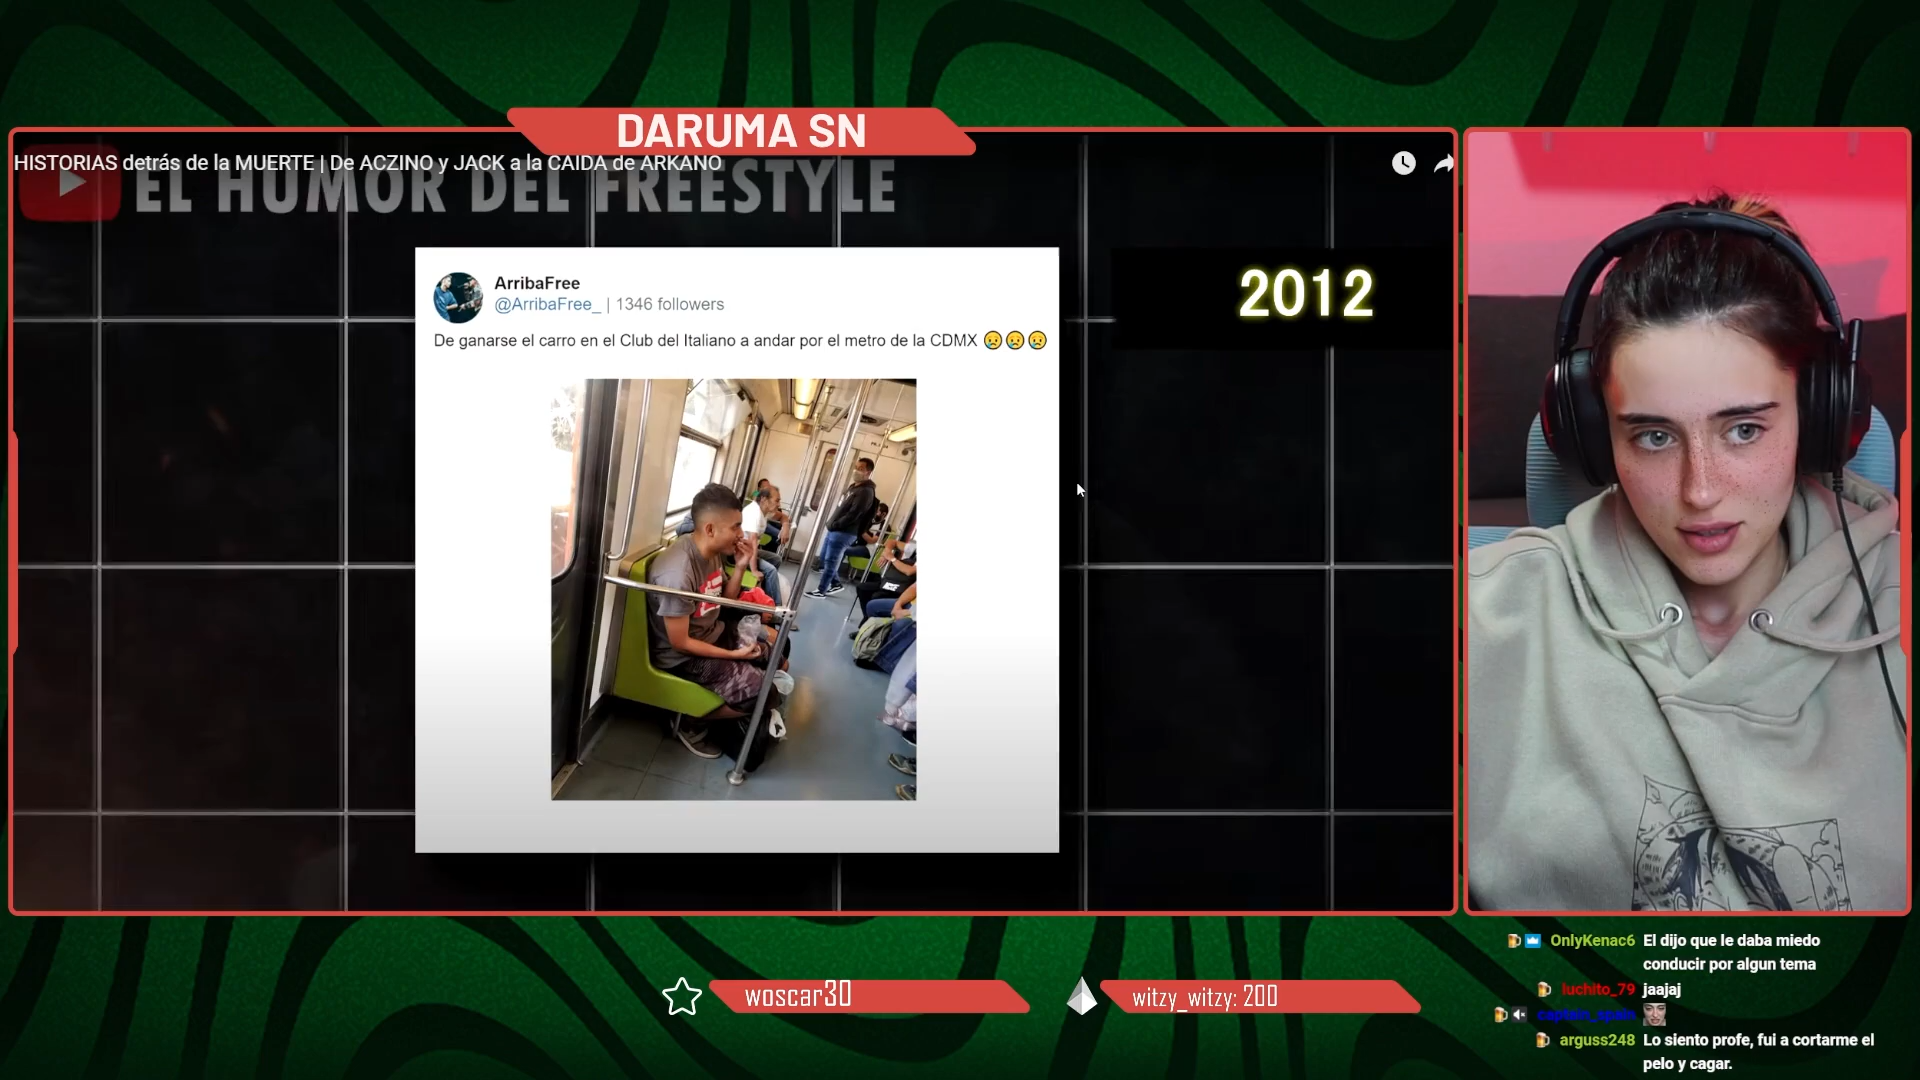 DARUMA SN
HISTORIAS detrás de la MUERTE | De ACZINO y JACK a la CAIDA de ARKANO
EL HUMOR DEL FREESTYLE
ArribaFree
@ArribaFree_ | 1346 followers
De ganarse el carro en el Club del Italiano a andar por el metro de la CDMX 😢😢😢
2012
OnlyKenac6 El dijo que le daba miedo
conducir por algun tema
luchito_79 jaajaj
captain_spain
arguss248 Lo siento profe, fui a cortarme el
pelo y cagar.
woscar30
witzy_witzy: 200